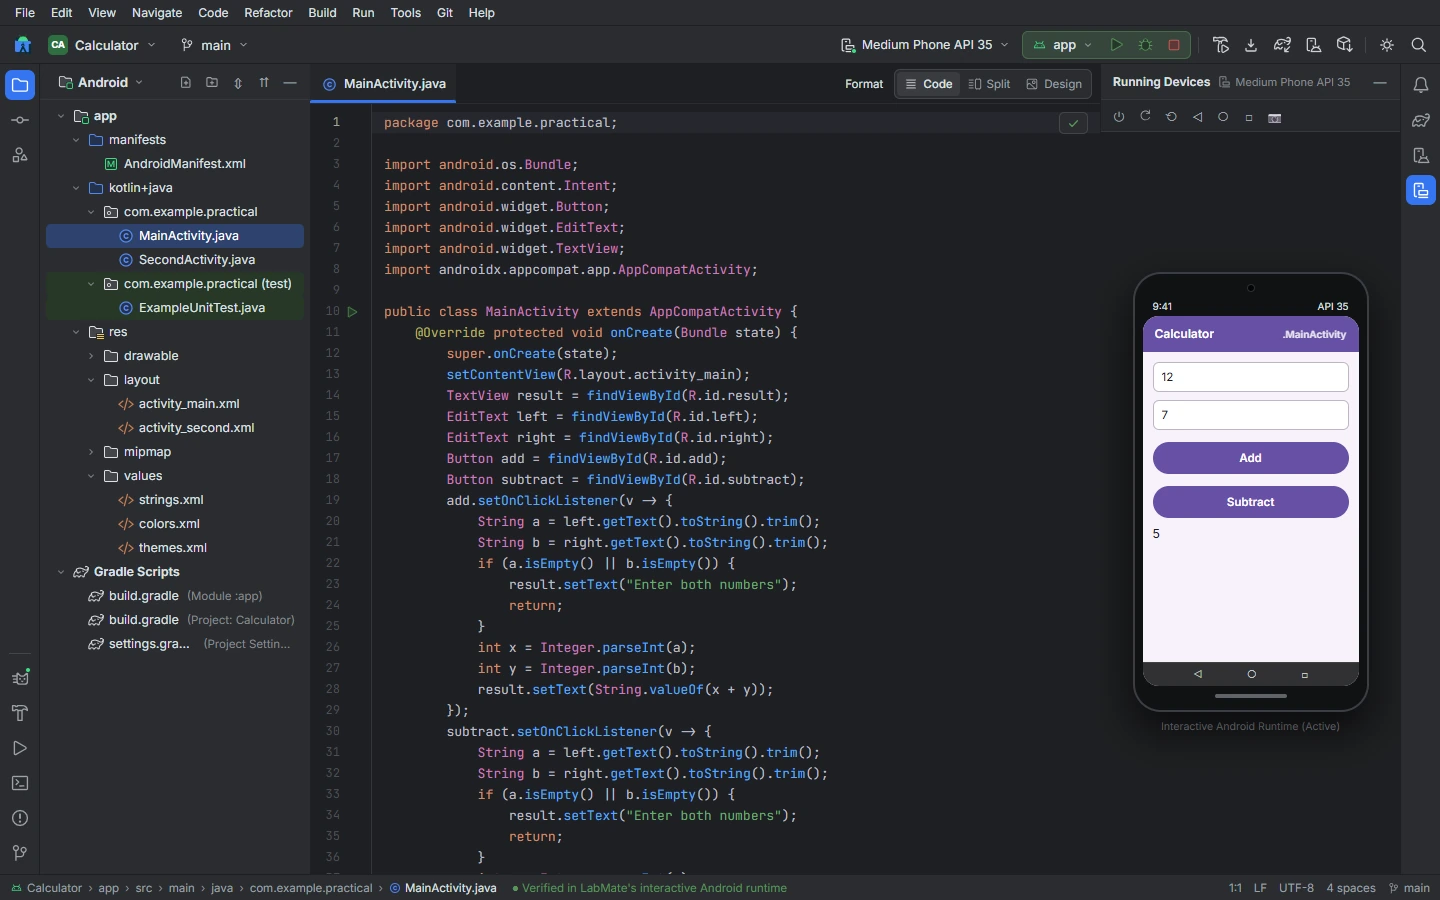 File Edit View Navigate Code Refactor Build Run Tools Git Help
CA Calculator main Medium Phone API 35 app
Android
MainActivity.java
Format Code Split Design
Running Devices Medium Phone API 35
app
manifests
AndroidManifest.xml
kotlin+java
com.example.practical
MainActivity.java
SecondActivity.java
com.example.practical (test)
ExampleUnitTest.java
res
drawable
layout
activity_main.xml
activity_second.xml
mipmap
values
strings.xml
colors.xml
themes.xml
Gradle Scripts
build.gradle (Module :app)
build.gradle (Project: Calculator)
settings.gra... (Project Settin...
1 package com.example.practical;
2
3 import android.os.Bundle;
4 import android.content.Intent;
5 import android.widget.Button;
6 import android.widget.EditText;
7 import android.widget.TextView;
8 import androidx.appcompat.app.AppCompatActivity;
9
10 public class MainActivity extends AppCompatActivity {
11 @Override protected void onCreate(Bundle state) {
12 super.onCreate(state);
13 setContentView(R.layout.activity_main);
14 TextView result = findViewById(R.id.result);
15 EditText left = findViewById(R.id.left);
16 EditText right = findViewById(R.id.right);
17 Button add = findViewById(R.id.add);
18 Button subtract = findViewById(R.id.subtract);
19 add.setOnClickListener(v -> {
20 String a = left.getText().toString().trim();
21 String b = right.getText().toString().trim();
22 if (a.isEmpty() || b.isEmpty()) {
23 result.setText("Enter both numbers");
24 return;
25 }
26 int x = Integer.parseInt(a);
27 int y = Integer.parseInt(b);
28 result.setText(String.valueOf(x + y));
29 });
30 subtract.setOnClickListener(v -> {
31 String a = left.getText().toString().trim();
32 String b = right.getText().toString().trim();
33 if (a.isEmpty() || b.isEmpty()) {
34 result.setText("Enter both numbers");
35 return;
36 }
9:41 API 35
Calculator .MainActivity
12
7
Add
Subtract
5
Interactive Android Runtime (Active)
Calculator › app › src › main › java › com.example.practical › MainActivity.java ● Verified in LabMate's interactive Android runtime 1:1 LF UTF-8 4 spaces main